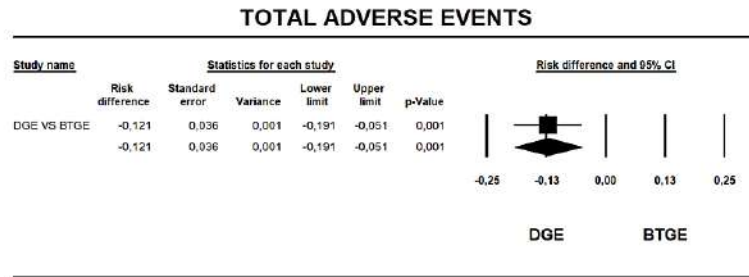 TOTAL ADVERSE EVENTS
Study name Statistics for each study Risk difference and 95% CI
Risk difference Standard error Variance Lower limit Upper limit p-Value
DGE VS BTGE -0,121 0,036 0,001 -0,191 -0,051 0,001
-0,121 0,036 0,001 -0,191 -0,051 0,001
-0,25 -0,13 0,00 0,13 0,25
DGE BTGE